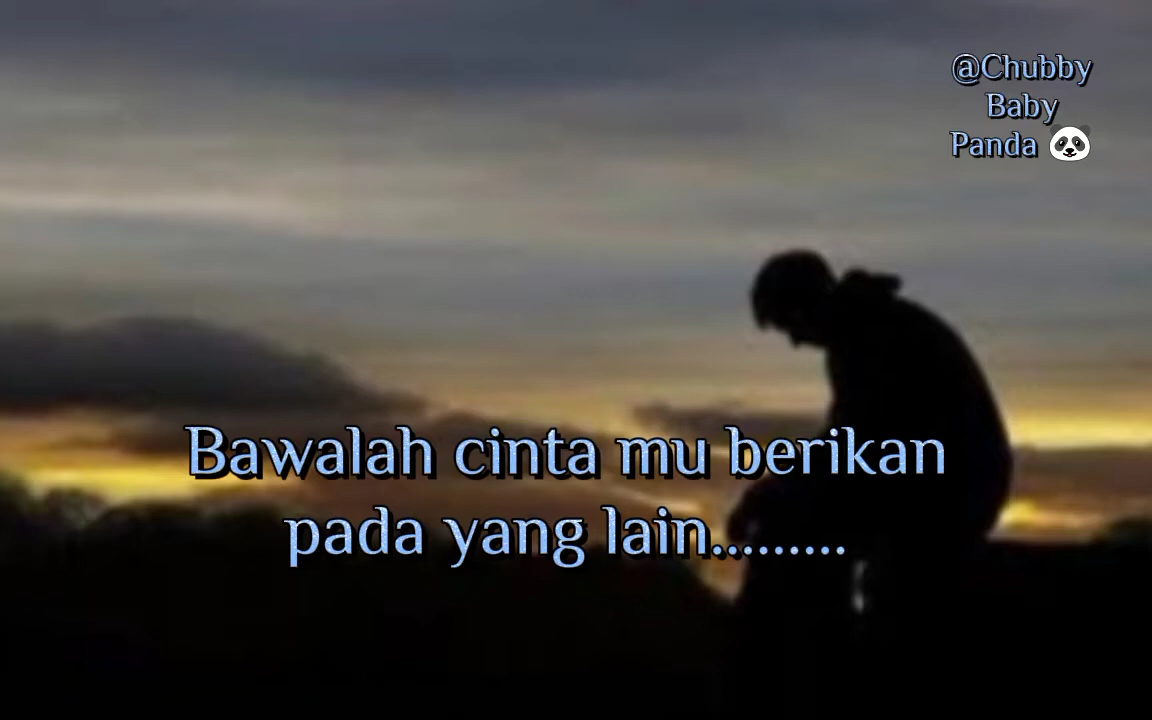 @Chubby
Baby
Panda 🐼
Bawalah cinta mu berikan
pada yang lain.........